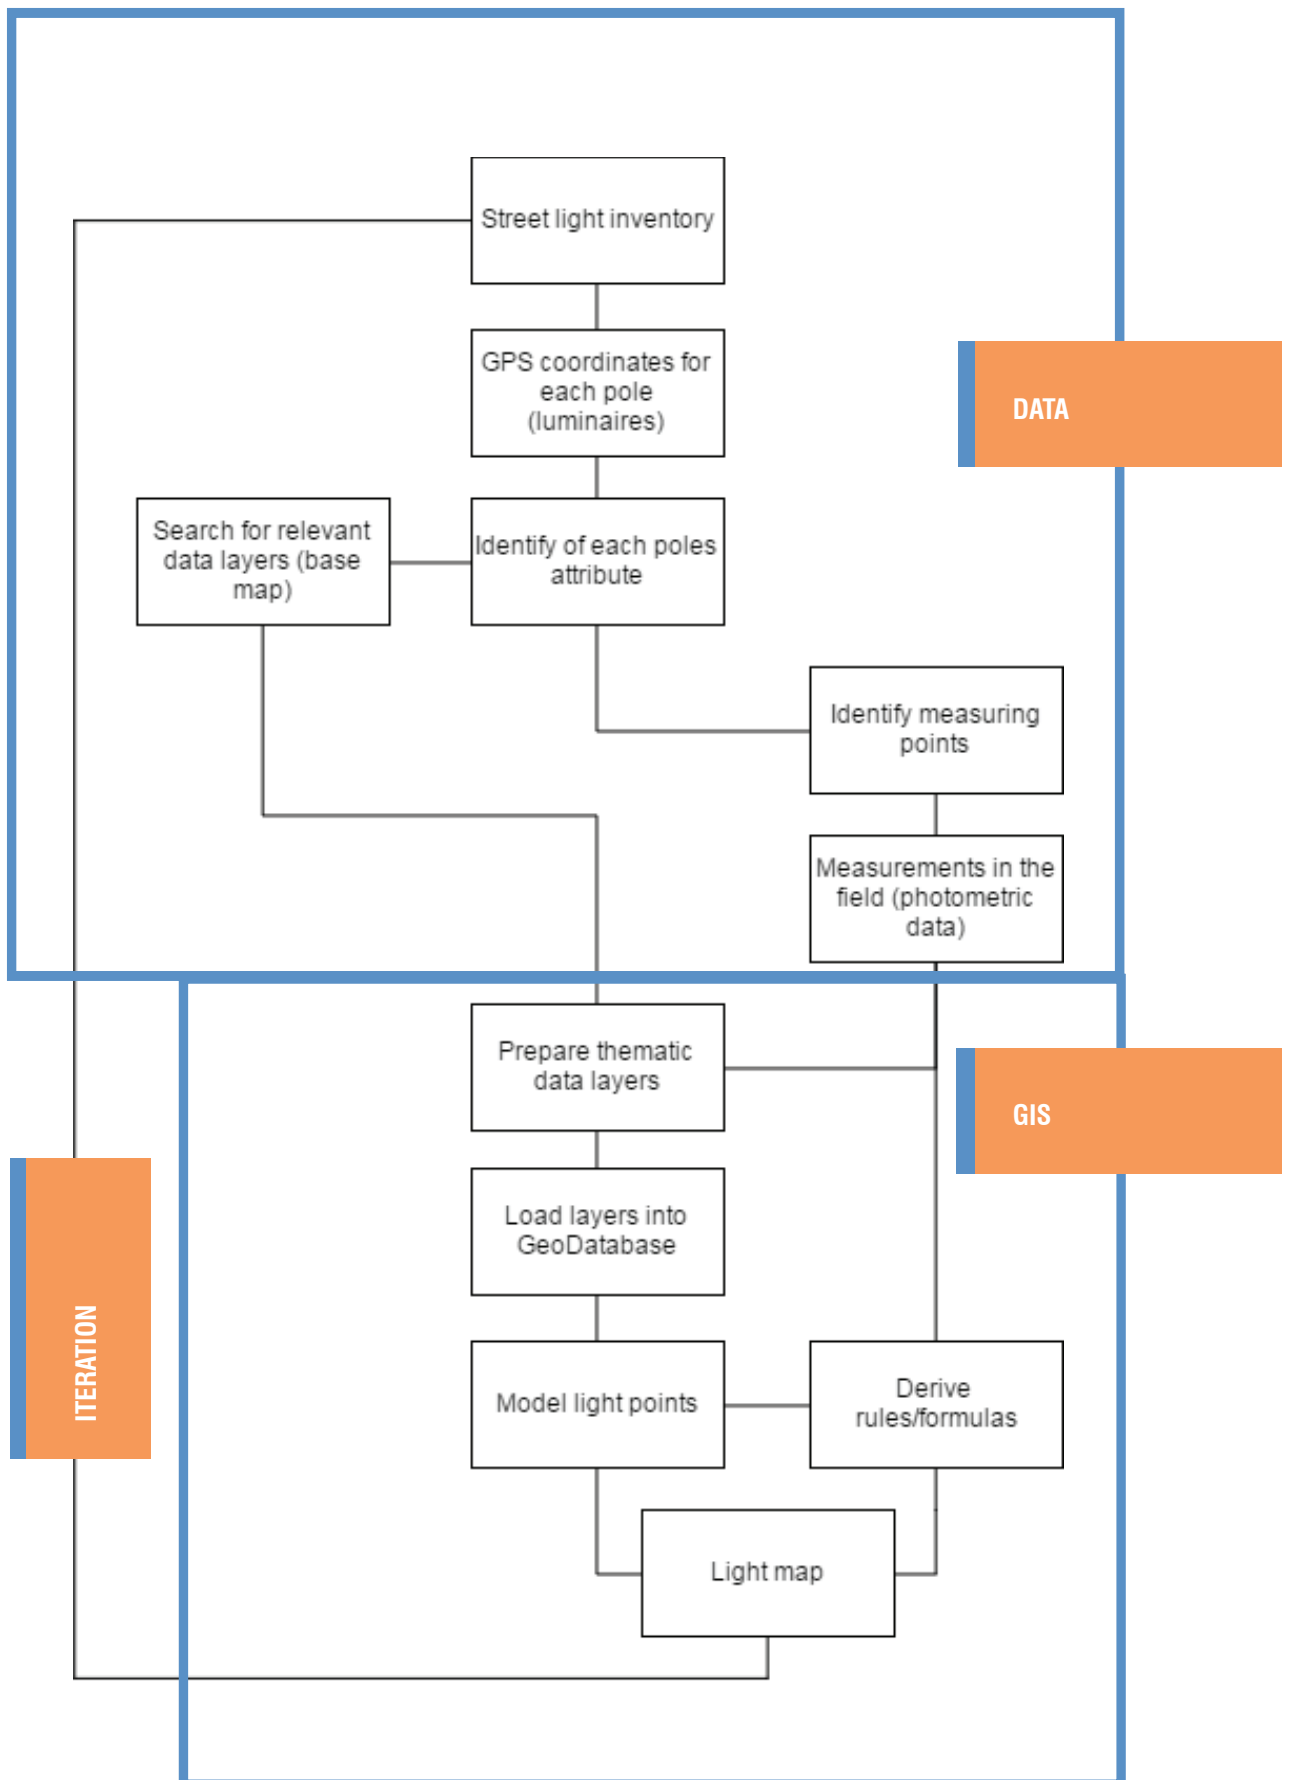 Street light inventory
GPS coordinates for
each pole
(luminaires)
DATA
Search for relevant
data layers (base
map)
Identify of each poles
attribute
Identify measuring
points
Measurements in the
field (photometric
data)
Prepare thematic
data layers
GIS
Load layers into
GeoDatabase
ITERATION
Model light points
Derive
rules/formulas
Light map